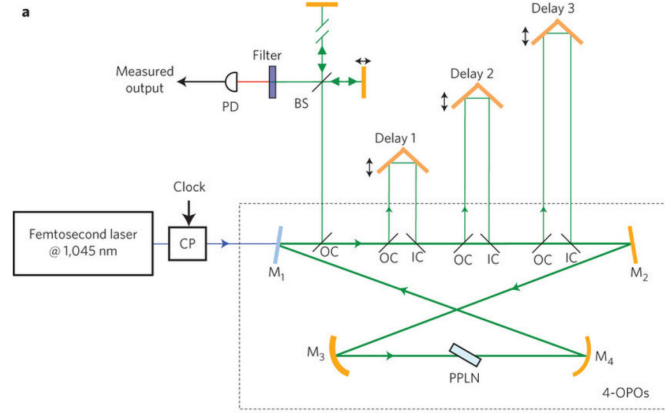 a
Delay 3
Filter
Measured
output
PD
BS
Delay 2
Delay 1
Clock
Femtosecond laser
@ 1,045 nm
CP
M1
OC
OC
IC
OC
IC
OC
IC
M2
M3
PPLN
M4
4-OPOs